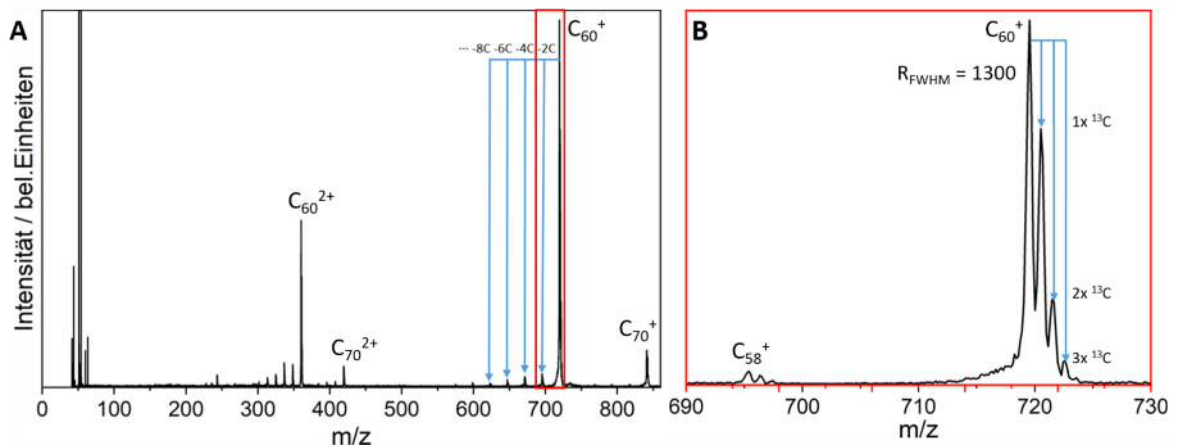 A
Intensität / bel.Einheiten
··· -8C -6C -4C -2C
C₆₀⁺
C₆₀²⁺
C₇₀²⁺
C₇₀⁺
0 100 200 300 400 500 600 700 800
m/z
B
C₆₀⁺
R_FWHM = 1300
1x ¹³C
2x ¹³C
3x ¹³C
C₅₈⁺
690 700 710 720 730
m/z